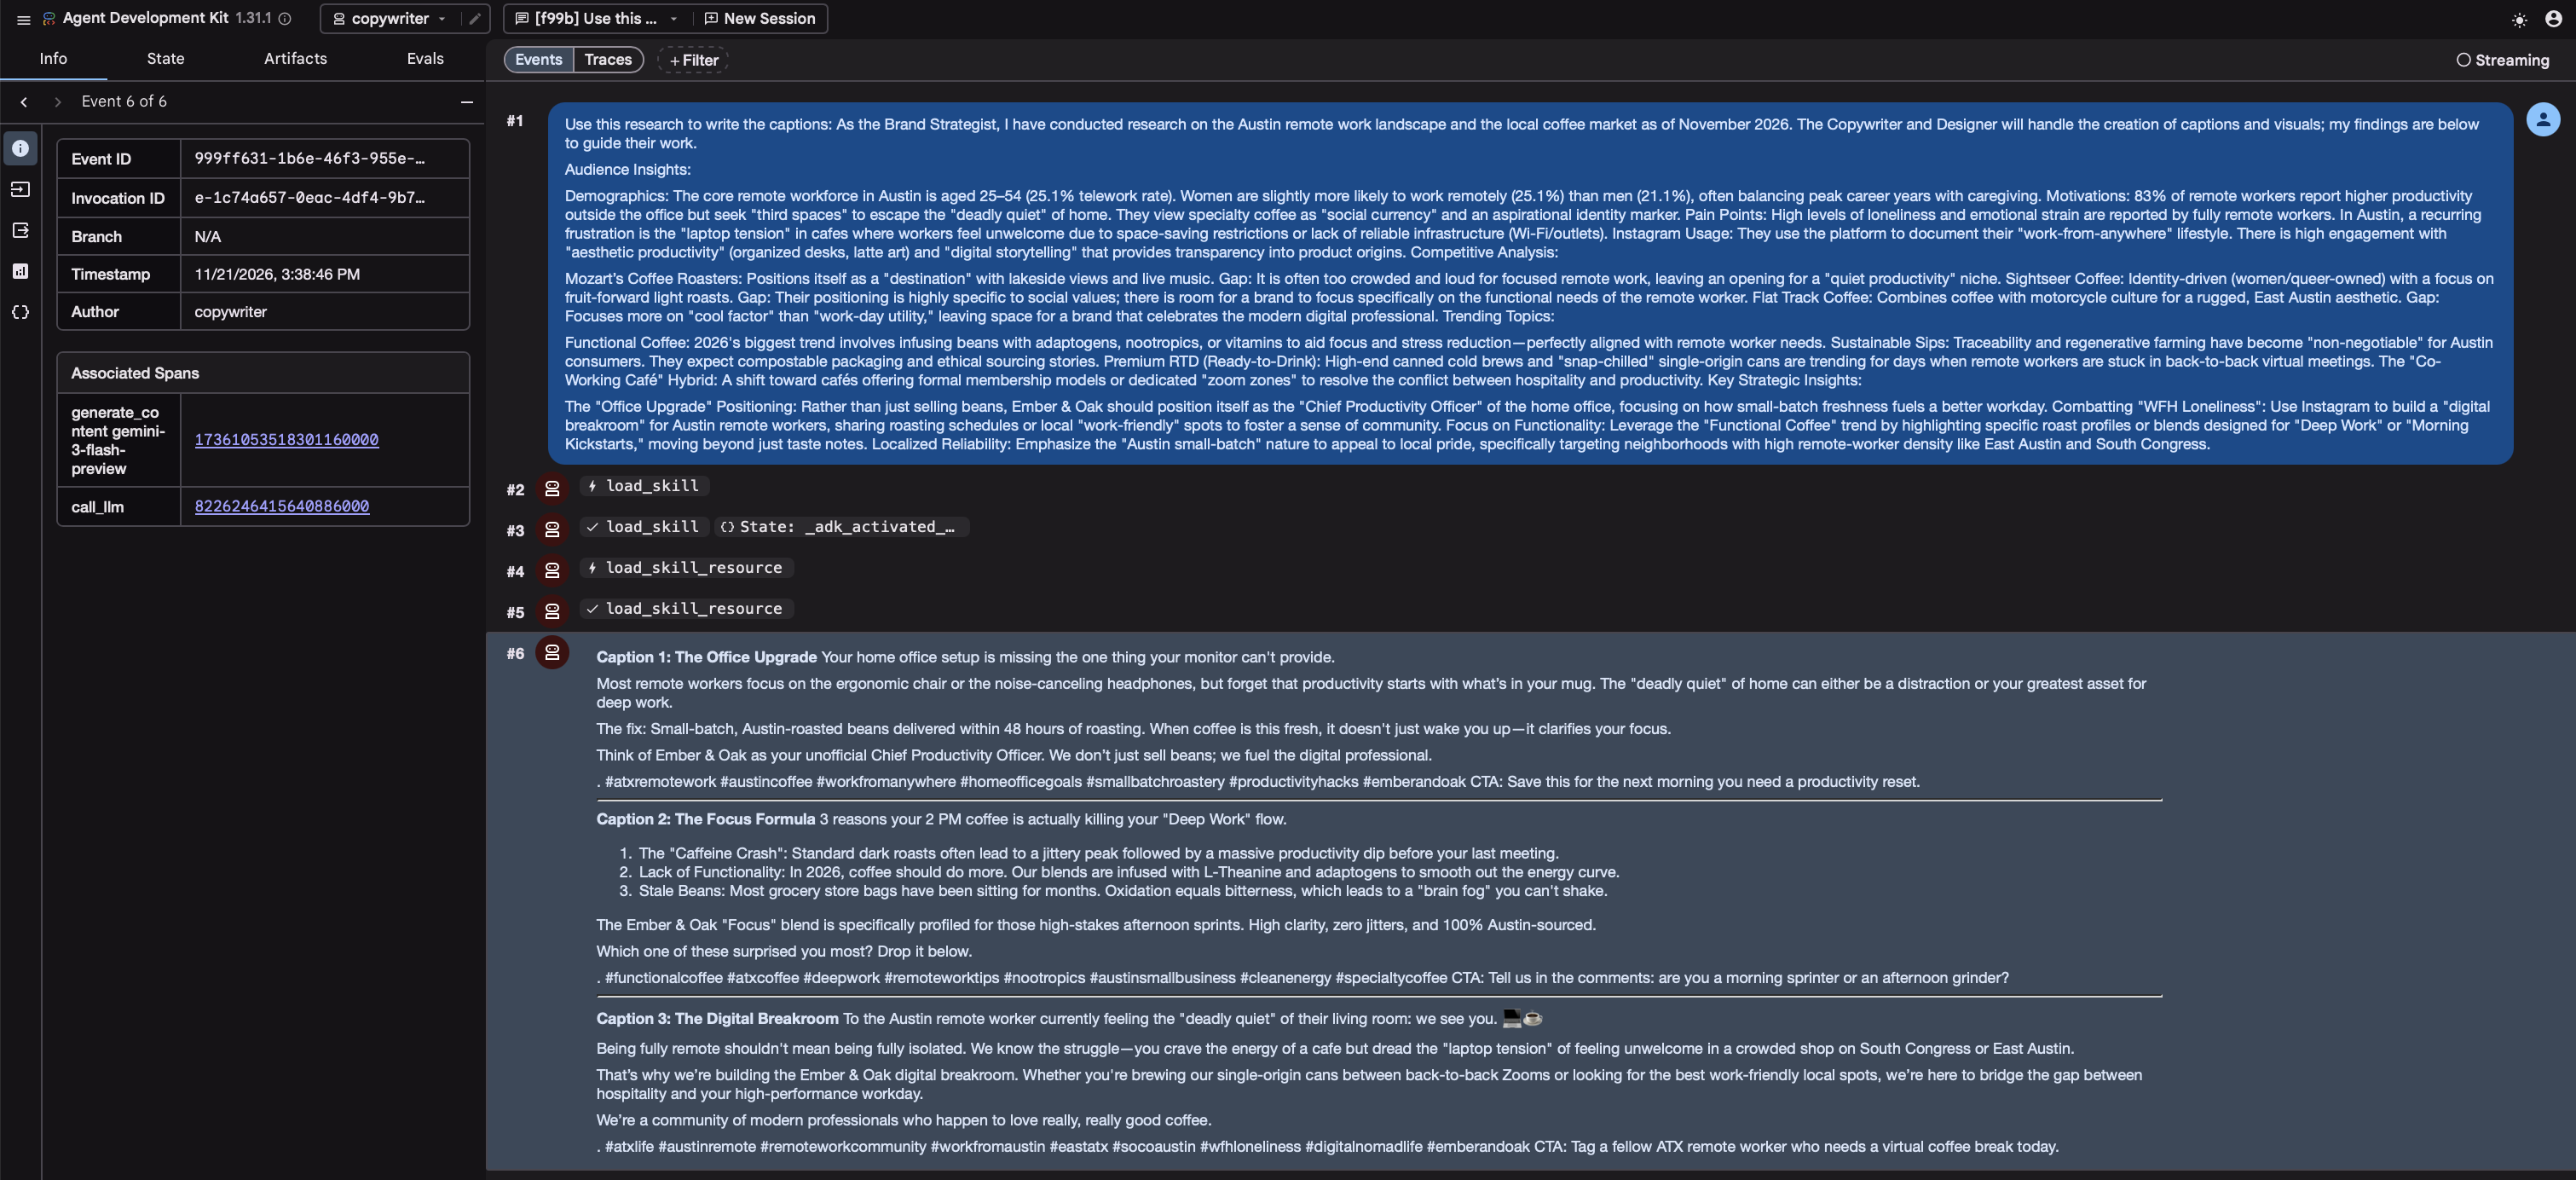 Agent Development Kit 1.31.1
copywriter
[f99b] Use this ...
New Session
Info
State
Artifacts
Evals
Events
Traces
+ Filter
Streaming
Event 6 of 6
Event ID 999ff631-1b6e-46f3-955e-...
Invocation ID e-1c74a657-0eac-4df4-9b7...
Branch N/A
Timestamp 11/21/2026, 3:38:46 PM
Author copywriter
Associated Spans
generate_co
ntent gemini-
3-flash-
preview
17361053518301160000
call_llm 8226246415640886000
#1
Use this research to write the captions: As the Brand Strategist, I have conducted research on the Austin remote work landscape and the local coffee market as of November 2026. The Copywriter and Designer will handle the creation of captions and visuals; my findings are below
to guide their work.
Audience Insights:
Demographics: The core remote workforce in Austin is aged 25–54 (25.1% telework rate). Women are slightly more likely to work remotely (25.1%) than men (21.1%), often balancing peak career years with caregiving. Motivations: 83% of remote workers report higher productivity
outside the office but seek "third spaces" to escape the "deadly quiet" of home. They view specialty coffee as "social currency" and an aspirational identity marker. Pain Points: High levels of loneliness and emotional strain are reported by fully remote workers. In Austin, a recurring
frustration is the "laptop tension" in cafes where workers feel unwelcome due to space-saving restrictions or lack of reliable infrastructure (Wi-Fi/outlets). Instagram Usage: They use the platform to document their "work-from-anywhere" lifestyle. There is high engagement with
"aesthetic productivity" (organized desks, latte art) and "digital storytelling" that provides transparency into product origins. Competitive Analysis:
Mozart's Coffee Roasters: Positions itself as a "destination" with lakeside views and live music. Gap: It is often too crowded and loud for focused remote work, leaving an opening for a "quiet productivity" niche. Sightseer Coffee: Identity-driven (women/queer-owned) with a focus on
fruit-forward light roasts. Gap: Their positioning is highly specific to social values; there is room for a brand to focus specifically on the functional needs of the remote worker. Flat Track Coffee: Combines coffee with motorcycle culture for a rugged, East Austin aesthetic. Gap:
Focuses more on "cool factor" than "work-day utility," leaving space for a brand that celebrates the modern digital professional. Trending Topics:
Functional Coffee: 2026's biggest trend involves infusing beans with adaptogens, nootropics, or vitamins to aid focus and stress reduction—perfectly aligned with remote worker needs. Sustainable Sips: Traceability and regenerative farming have become "non-negotiable" for Austin
consumers. They expect compostable packaging and ethical sourcing stories. Premium RTD (Ready-to-Drink): High-end canned cold brews and "snap-chilled" single-origin cans are trending for days when remote workers are stuck in back-to-back virtual meetings. The "Co-
Working Café" Hybrid: A shift toward cafés offering formal membership models or dedicated "zoom zones" to resolve the conflict between hospitality and productivity. Key Strategic Insights:
The "Office Upgrade" Positioning: Rather than just selling beans, Ember & Oak should position itself as the "Chief Productivity Officer" of the home office, focusing on how small-batch freshness fuels a better workday. Combatting "WFH Loneliness": Use Instagram to build a "digital
breakroom" for Austin remote workers, sharing roasting schedules or local "work-friendly" spots to foster a sense of community. Focus on Functionality: Leverage the "Functional Coffee" trend by highlighting specific roast profiles or blends designed for "Deep Work" or "Morning
Kickstarts," moving beyond just taste notes. Localized Reliability: Emphasize the "Austin small-batch" nature to appeal to local pride, specifically targeting neighborhoods with high remote-worker density like East Austin and South Congress.
#2 load_skill
#3 load_skill State: _adk_activated_...
#4 load_skill_resource
#5 load_skill_resource
#6
Caption 1: The Office Upgrade Your home office setup is missing the one thing your monitor can't provide.
Most remote workers focus on the ergonomic chair or the noise-canceling headphones, but forget that productivity starts with what's in your mug. The "deadly quiet" of home can either be a distraction or your greatest asset for
deep work.
The fix: Small-batch, Austin-roasted beans delivered within 48 hours of roasting. When coffee is this fresh, it doesn't just wake you up—it clarifies your focus.
Think of Ember & Oak as your unofficial Chief Productivity Officer. We don't just sell beans; we fuel the digital professional.
. #atxremotework #austincoffee #workfromanywhere #homeofficegoals #smallbatchroastery #productivityhacks #emberandoak CTA: Save this for the next morning you need a productivity reset.
Caption 2: The Focus Formula 3 reasons your 2 PM coffee is actually killing your "Deep Work" flow.
1. The "Caffeine Crash": Standard dark roasts often lead to a jittery peak followed by a massive productivity dip before your last meeting.
2. Lack of Functionality: In 2026, coffee should do more. Our blends are infused with L-Theanine and adaptogens to smooth out the energy curve.
3. Stale Beans: Most grocery store bags have been sitting for months. Oxidation equals bitterness, which leads to a "brain fog" you can't shake.
The Ember & Oak "Focus" blend is specifically profiled for those high-stakes afternoon sprints. High clarity, zero jitters, and 100% Austin-sourced.
Which one of these surprised you most? Drop it below.
. #functionalcoffee #atxcoffee #deepwork #remoteworktips #nootropics #austinsmallbusiness #cleanenergy #specialtycoffee CTA: Tell us in the comments: are you a morning sprinter or an afternoon grinder?
Caption 3: The Digital Breakroom To the Austin remote worker currently feeling the "deadly quiet" of their living room: we see you. 💻☕
Being fully remote shouldn't mean being fully isolated. We know the struggle—you crave the energy of a cafe but dread the "laptop tension" of feeling unwelcome in a crowded shop on South Congress or East Austin.
That's why we're building the Ember & Oak digital breakroom. Whether you're brewing our single-origin cans between back-to-back Zooms or looking for the best work-friendly local spots, we're here to bridge the gap between
hospitality and your high-performance workday.
We're a community of modern professionals who happen to love really, really good coffee.
. #atxlife #austinremote #remoteworkcommunity #workfromaustin #eastatx #socoaustin #wfhloneliness #digitalnomadlife #emberandoak CTA: Tag a fellow ATX remote worker who needs a virtual coffee break today.